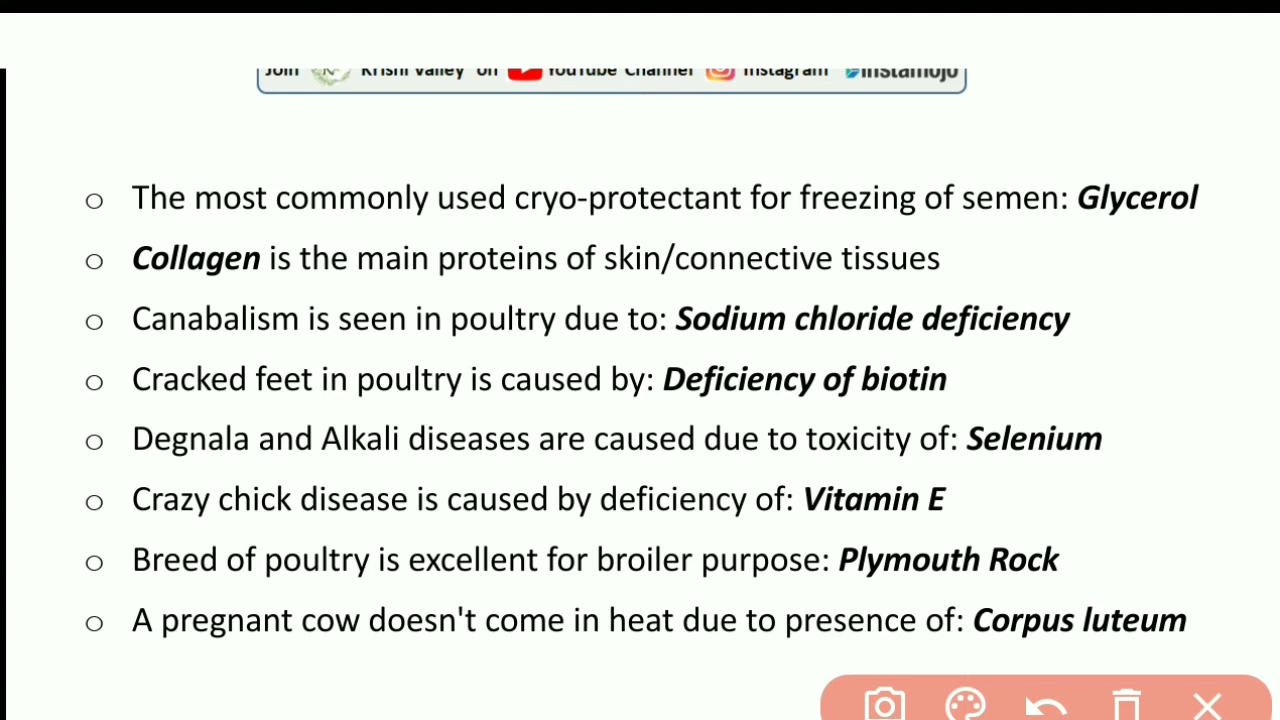 Join Krishi Valley on YouTube Channel Instagram instamojo
o The most commonly used cryo-protectant for freezing of semen: Glycerol
o Collagen is the main proteins of skin/connective tissues
o Canabalism is seen in poultry due to: Sodium chloride deficiency
o Cracked feet in poultry is caused by: Deficiency of biotin
o Degnala and Alkali diseases are caused due to toxicity of: Selenium
o Crazy chick disease is caused by deficiency of: Vitamin E
o Breed of poultry is excellent for broiler purpose: Plymouth Rock
o A pregnant cow doesn't come in heat due to presence of: Corpus luteum